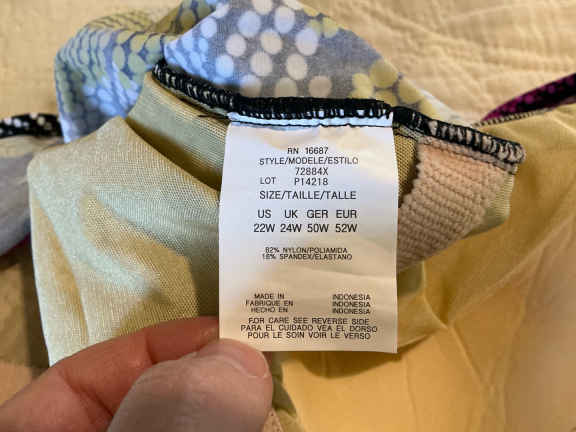 RN 16687
STYLE/MODELE/ESTILO
72884X
LOT P14218
SIZE/TAILLE/TALLE
US UK GER EUR
22W 24W 50W 52W
82% NYLON/POLIAMIDA
18% SPANDEX/ELASTANO
MADE IN INDONESIA
FABRIQUE EN INDONESIA
HECHO EN INDONESIA
FOR CARE SEE REVERSE SIDE
PARA EL CUIDADO VEA EL DORSO
POUR LE SOIN VOIR LE VERSO